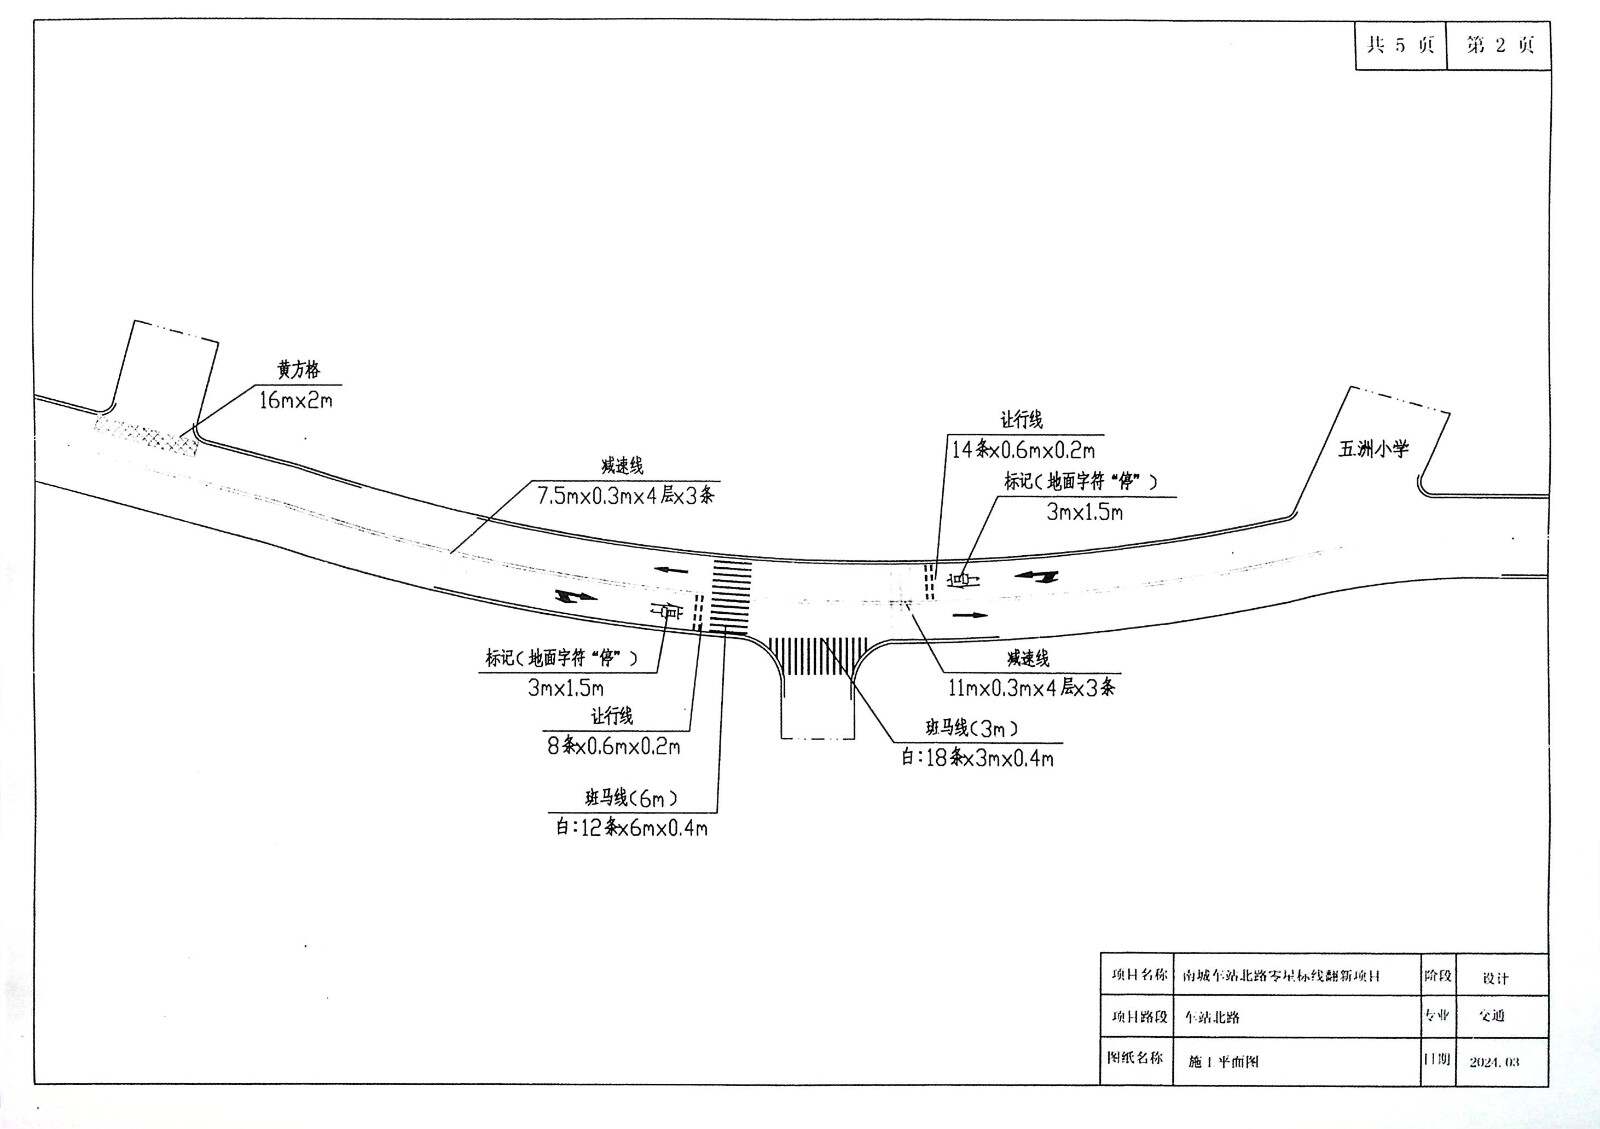 共 5 页 第 2 页
黄方格
16m×2m
减速线
7.5m×0.3m×4层×3条
让行线
14条×0.6m×0.2m
标记(地面字符“停”)
3m×1.5m
五洲小学
停
停
标记(地面字符“停”)
3m×1.5m
让行线
8条×0.6m×0.2m
班马线(6m)
白:12条×6m×0.4m
减速线
11m×0.3m×4层×3条
班马线(3m)
白:18条×3m×0.4m
项目名称 南城车站北路零星标线翻新项目 阶段 设计
项目路段 车站北路 专业 交通
图纸名称 施工平面图 日期 2024.03